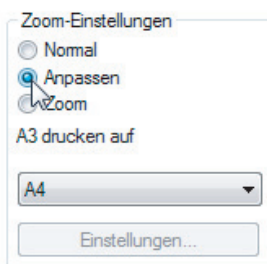 Zoom-Einstellungen
Normal
Anpassen
Zoom
A3 drucken auf
A4
Einstellungen...